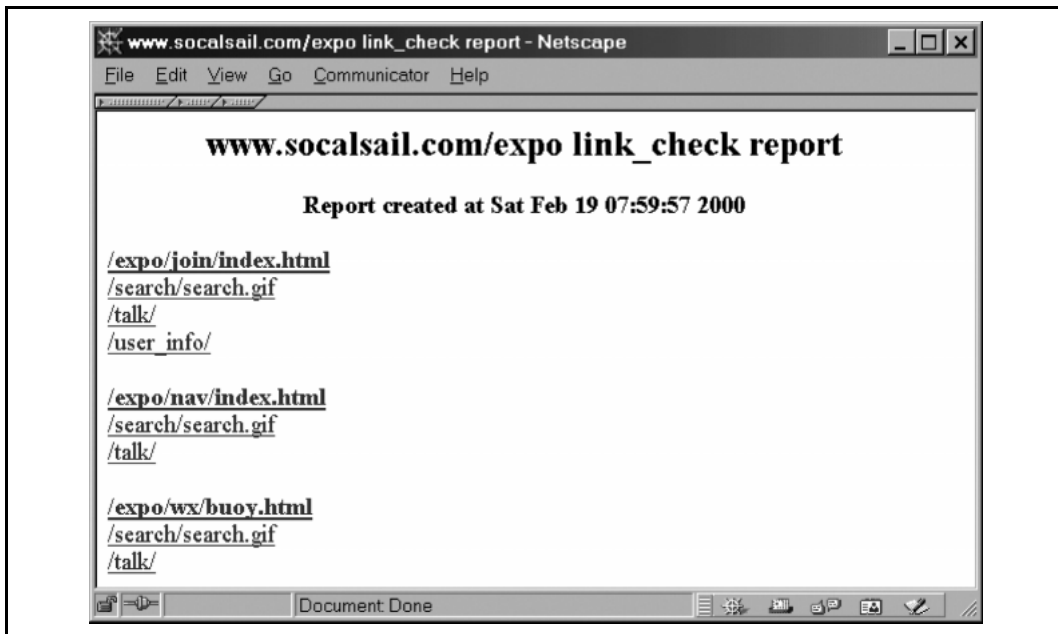 www.socalsail.com/expo link_check report - Netscape
File Edit View Go Communicator Help
www.socalsail.com/expo link_check report
Report created at Sat Feb 19 07:59:57 2000
/expo/join/index.html
/search/search.gif
/talk/
/user_info/
/expo/nav/index.html
/search/search.gif
/talk/
/expo/wx/buoy.html
/search/search.gif
/talk/
Document: Done